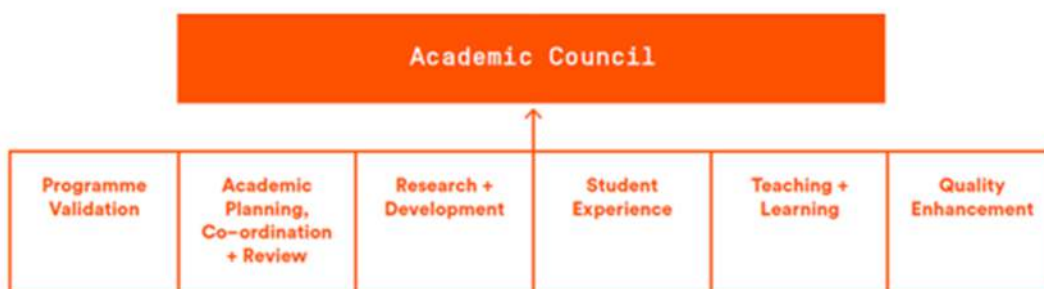 Academic Council
Programme
Validation
Academic
Planning,
Co-ordination
+ Review
Research +
Development
Student
Experience
Teaching +
Learning
Quality
Enhancement